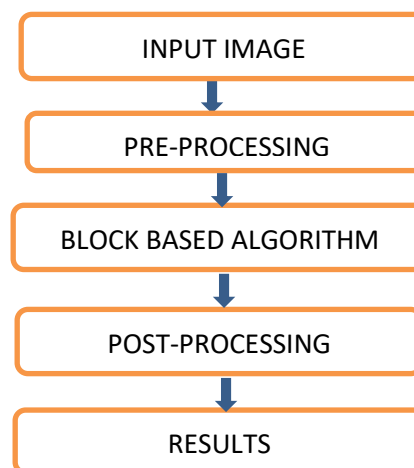 INPUT IMAGE
PRE-PROCESSING
BLOCK BASED ALGORITHM
POST-PROCESSING
RESULTS